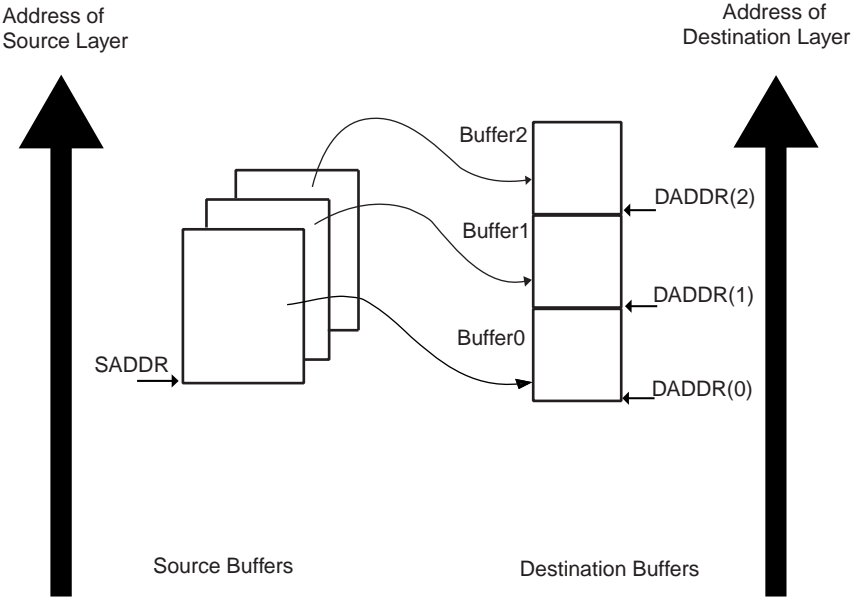 Address of
Source Layer
Address of
Destination Layer
Buffer2
DADDR(2)
Buffer1
DADDR(1)
Buffer0
SADDR
DADDR(0)
Source Buffers
Destination Buffers